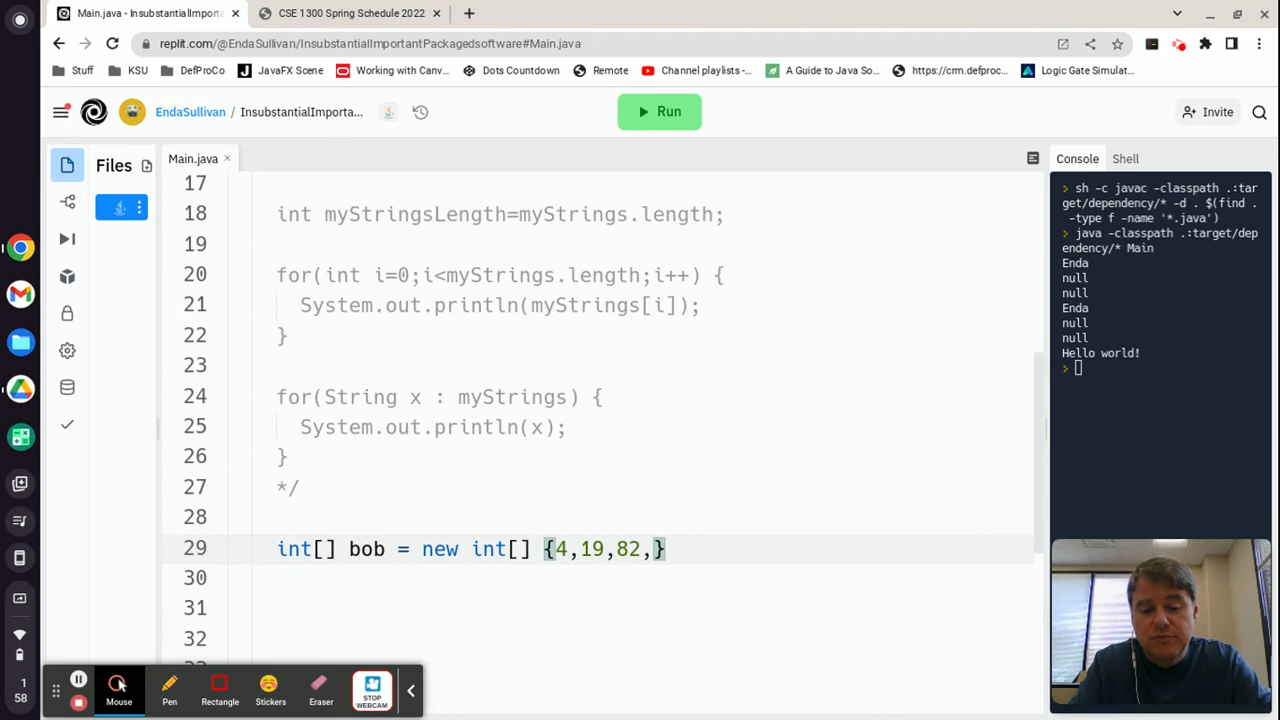 Main.java - InsubstantialImporta
CSE 1300 Spring Schedule 2022
replit.com/@EndaSullivan/InsubstantialImportantPackagedsoftware#Main.java
Stuff KSU DefProCo JavaFX Scene Working with Canv... Dots Countdown Remote Channel playlists -... A Guide to Java So... https://crm.defproc... Logic Gate Simulat...
EndaSullivan / InsubstantialImporta... Run Invite
Files
Main.java
Console Shell
17
18 int myStringsLength=myStrings.length;
19
20 for(int i=0;i<myStrings.length;i++) {
21 System.out.println(myStrings[i]);
22 }
23
24 for(String x : myStrings) {
25 System.out.println(x);
26 }
27 */
28
29 int[] bob = new int[] {4,19,82,}
30
31
32
> sh -c javac -classpath .:tar
get/dependency/* -d . $(find .
-type f -name '*.java')
> java -classpath .:target/dep
endency/* Main
Enda
null
null
Enda
null
null
Hello world!
>
Mouse Pen Rectangle Stickers Eraser STOP
WEBCAM
1
58